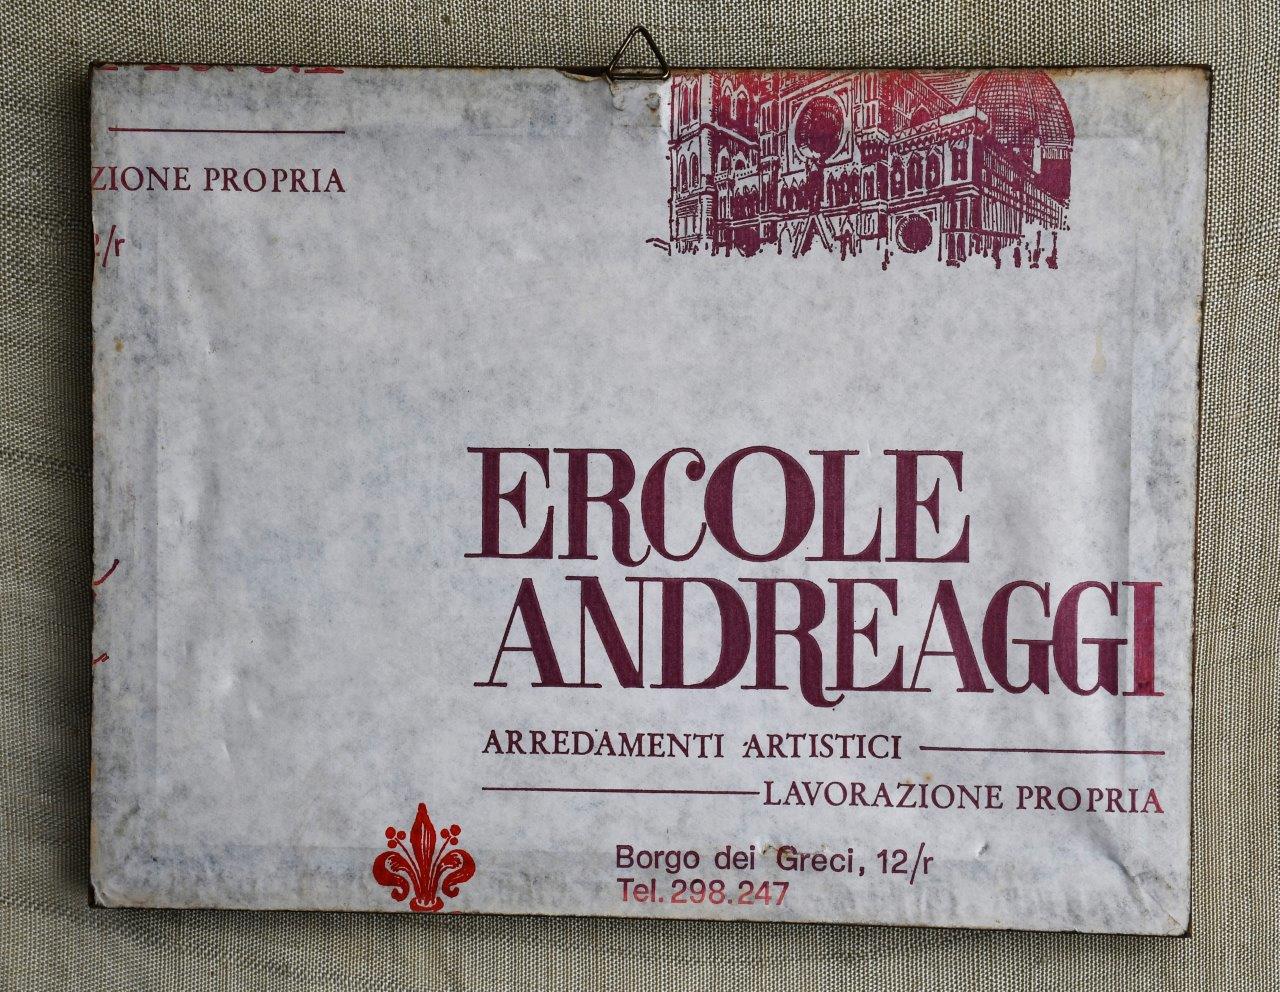 ZIONE PROPRIA
/r
ERCOLE
ANDREAGGI
ARREDAMENTI ARTISTICI
LAVORAZIONE PROPRIA
Borgo dei Greci, 12/r
Tel. 298.247